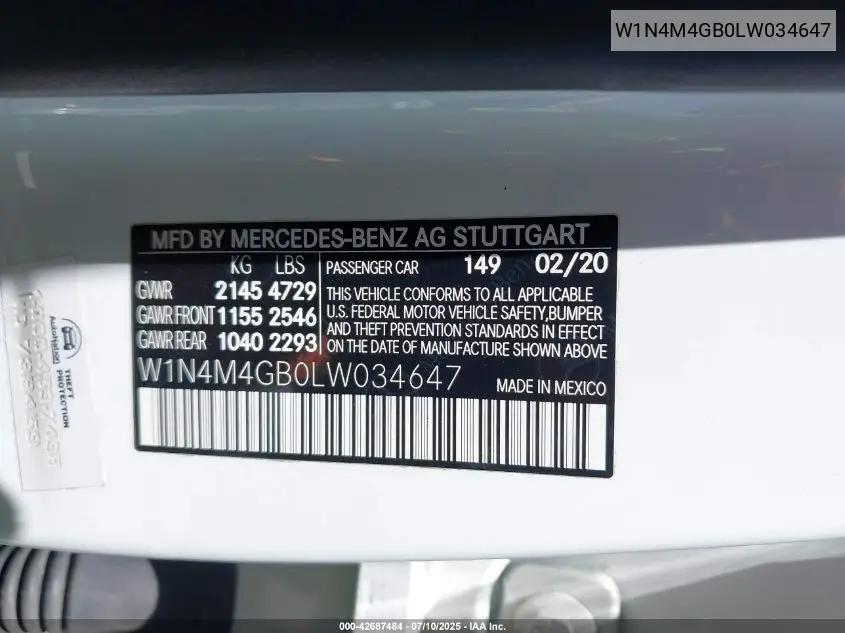 W1N4M4GB0LW034647
MFD BY MERCEDES-BENZ AG STUTTGART
KG LBS
GVWR 2145 4729
GAWR FRONT 1155 2546
GAWR REAR 1040 2293
PASSENGER CAR 149 02/20
THIS VEHICLE CONFORMS TO ALL APPLICABLE
U.S. FEDERAL MOTOR VEHICLE SAFETY,BUMPER
AND THEFT PREVENTION STANDARDS IN EFFECT
ON THE DATE OF MANUFACTURE SHOWN ABOVE
W1N4M4GB0LW034647
MADE IN MEXICO
AutoNation
THEFT
PROTECTION
000-42687484 - 07/10/2025 - IAAI.COM